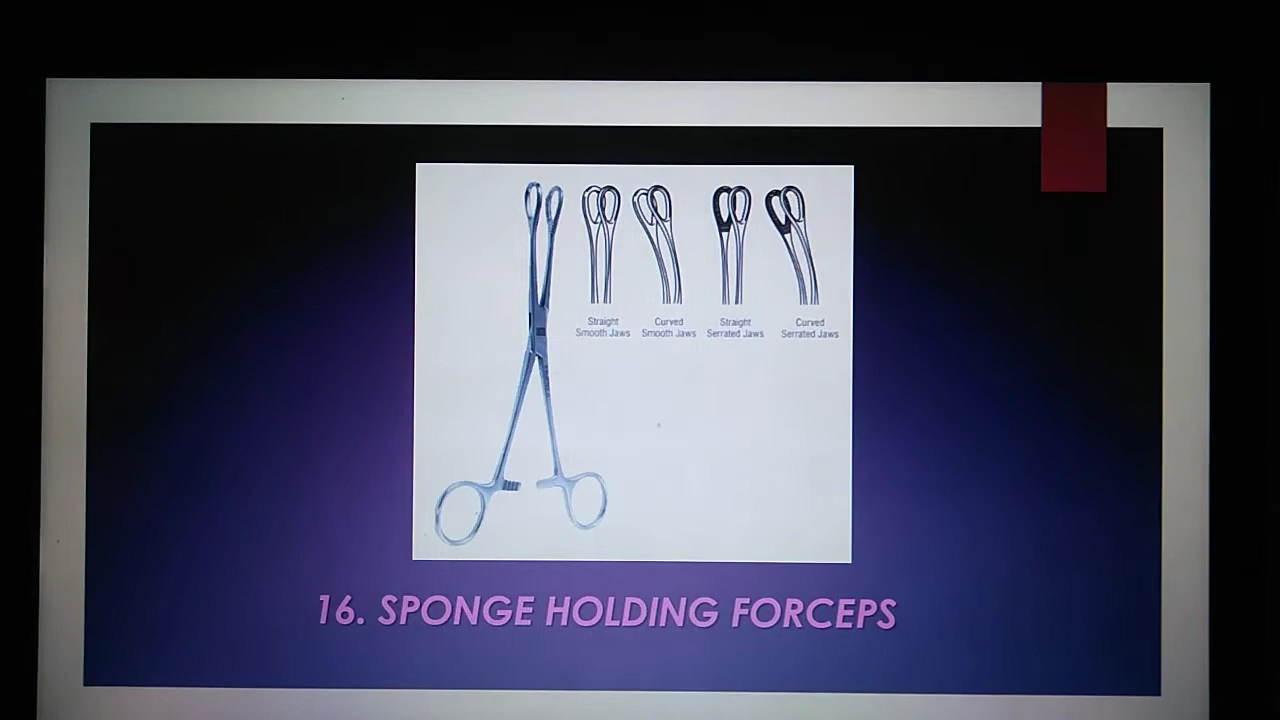 Straight
Smooth Jaws
Curved
Smooth Jaws
Straight
Serrated Jaws
Curved
Serrated Jaws
16. SPONGE HOLDING FORCEPS